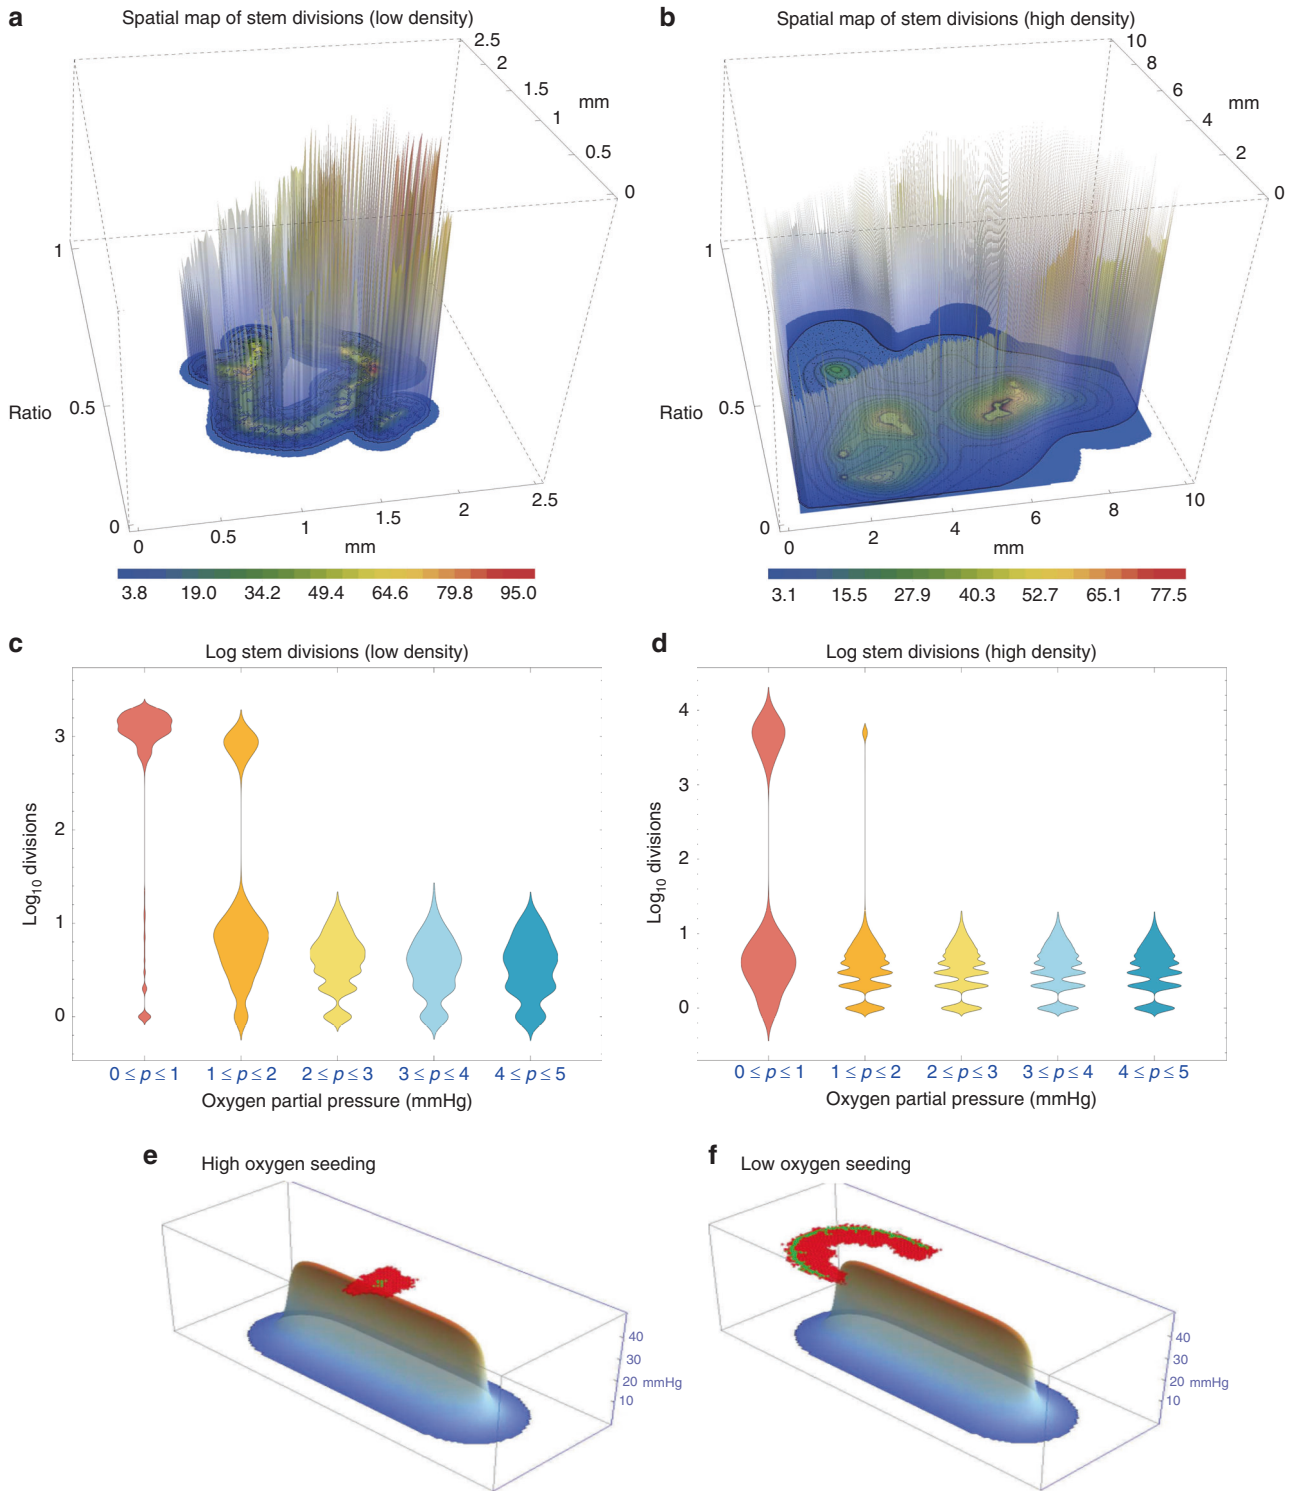 a Spatial map of stem divisions (low density)
2.5
2
1.5
mm
1
0.5
0
1
Ratio
0.5
0
0
0.5
1
1.5
2
2.5
mm
3.8 19.0 34.2 49.4 64.6 79.8 95.0
b Spatial map of stem divisions (high density)
10
8
6
mm
4
2
0
1
Ratio
0.5
0
0
2
4
6
8
10
mm
3.1 15.5 27.9 40.3 52.7 65.1 77.5
c Log stem divisions (low density)
Log10 divisions
3
2
1
0
0 ≤ p ≤ 1 1 ≤ p ≤ 2 2 ≤ p ≤ 3 3 ≤ p ≤ 4 4 ≤ p ≤ 5
Oxygen partial pressure (mmHg)
d Log stem divisions (high density)
Log10 divisions
4
3
2
1
0
0 ≤ p ≤ 1 1 ≤ p ≤ 2 2 ≤ p ≤ 3 3 ≤ p ≤ 4 4 ≤ p ≤ 5
Oxygen partial pressure (mmHg)
e High oxygen seeding
40
30
20 mmHg
10
f Low oxygen seeding
40
30
20 mmHg
10